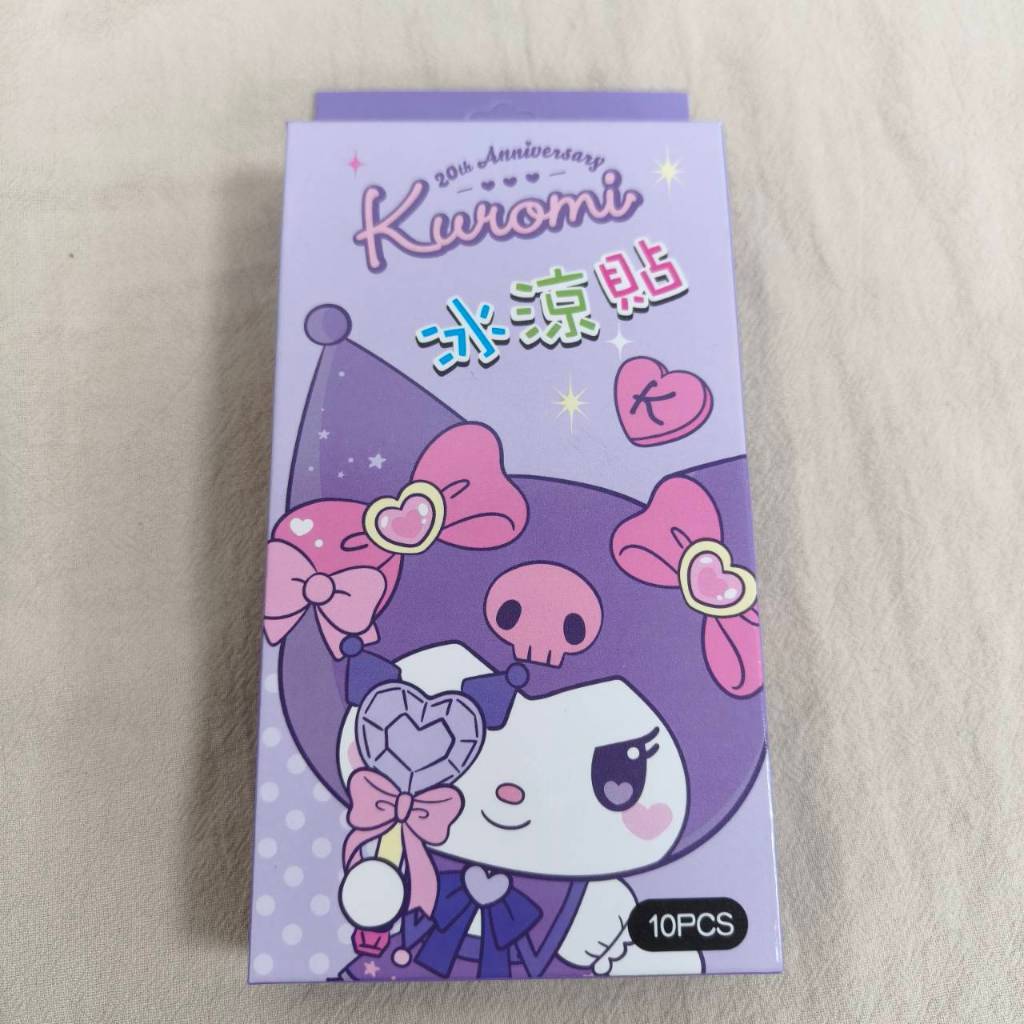 20th Anniversary
Kuromi
冰涼貼
K
10PCS